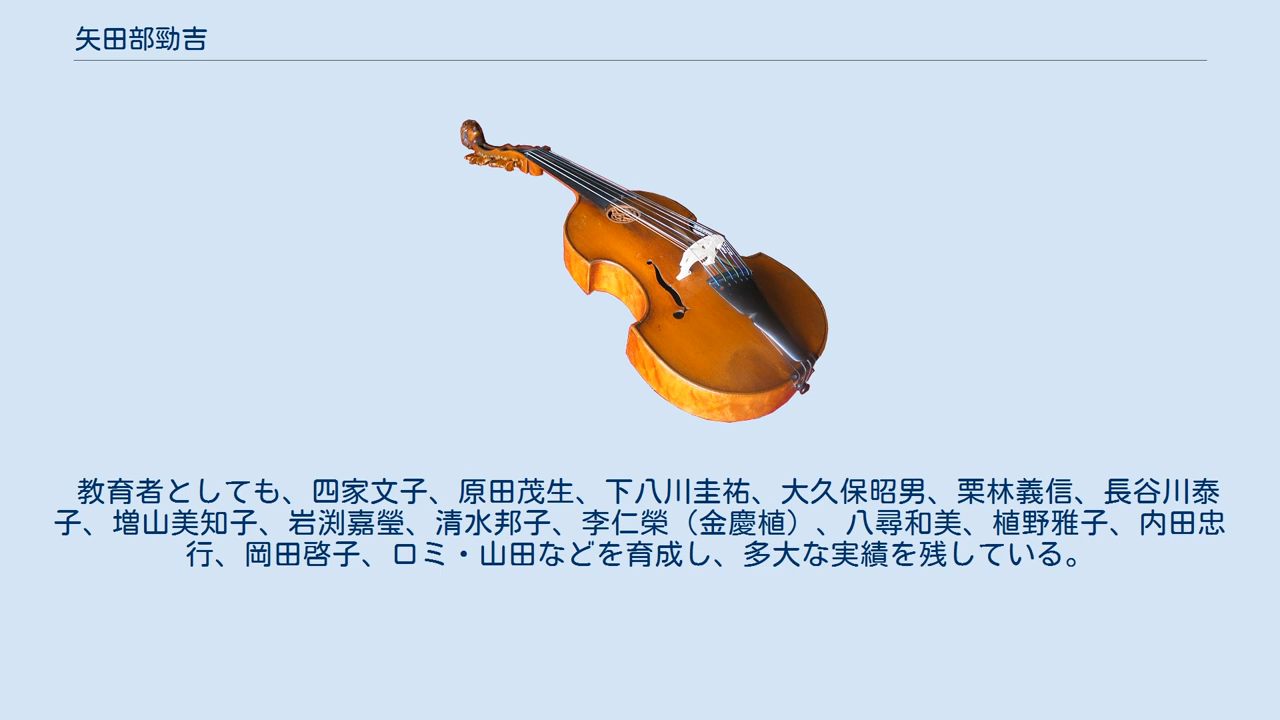 矢田部勁吉
教育者としても、四家文子、原田茂生、下八川圭祐、大久保昭男、栗林義信、長谷川泰
子、増山美知子、岩渕嘉瑩、清水邦子、李仁榮（金慶植）、八尋和美、植野雅子、内田忠
行、岡田啓子、ロミ・山田などを育成し、多大な実績を残している。